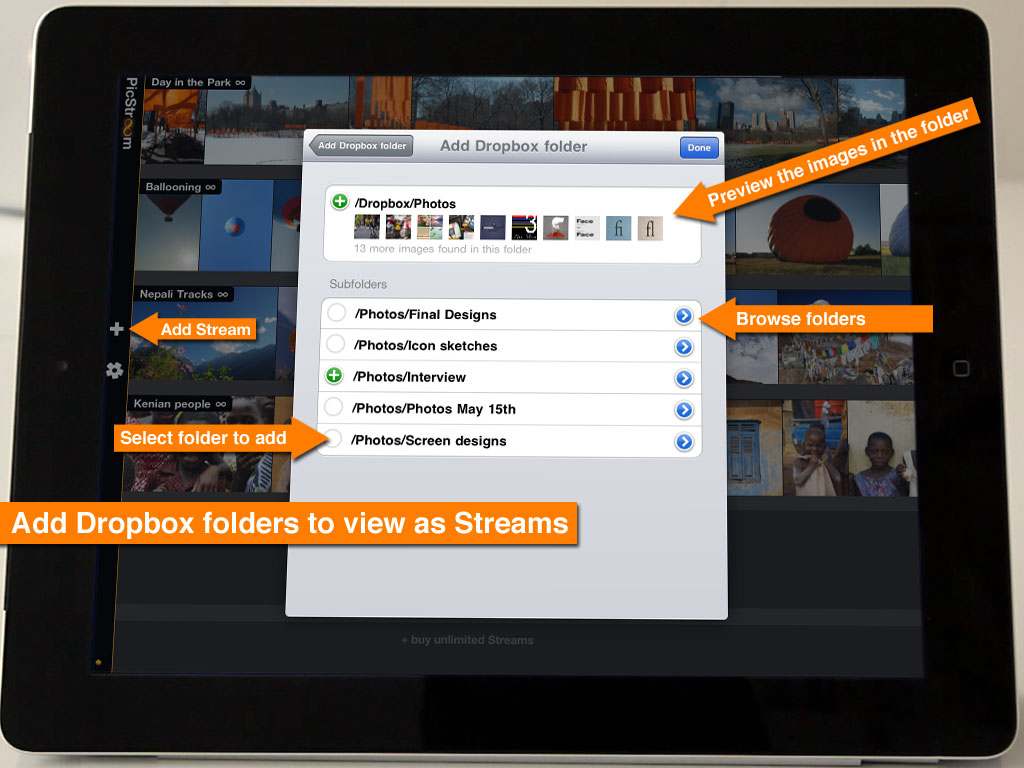 Day in the Park ∞
PicStroom
Add Dropbox folder
Add Dropbox folder
Done
Preview the images in the folder
Ballooning ∞
/Dropbox/Photos
3
Face
Face
fi
fl
13 more images found in this folder
Subfolders
Nepali Tracks ∞
/Photos/Final Designs
Browse folders
Add Stream
/Photos/Icon sketches
/Photos/Interview
Kenian people ∞
/Photos/Photos May 15th
Select folder to add
/Photos/Screen designs
Add Dropbox folders to view as Streams
+ buy unlimited Streams